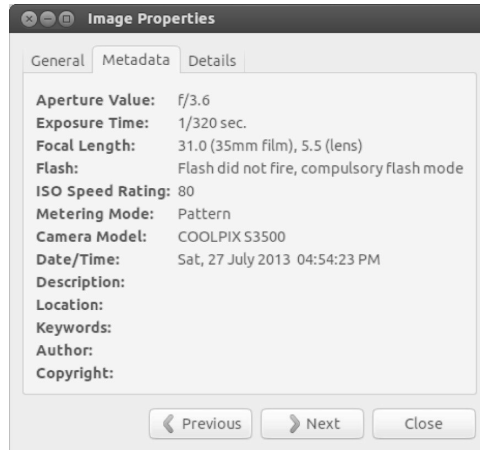 Image Properties
General Metadata Details
Aperture Value: f/3.6
Exposure Time: 1/320 sec.
Focal Length: 31.0 (35mm film), 5.5 (lens)
Flash: Flash did not fire, compulsory flash mode
ISO Speed Rating: 80
Metering Mode: Pattern
Camera Model: COOLPIX S3500
Date/Time: Sat, 27 July 2013 04:54:23 PM
Description:
Location:
Keywords:
Author:
Copyright:
Previous Next Close